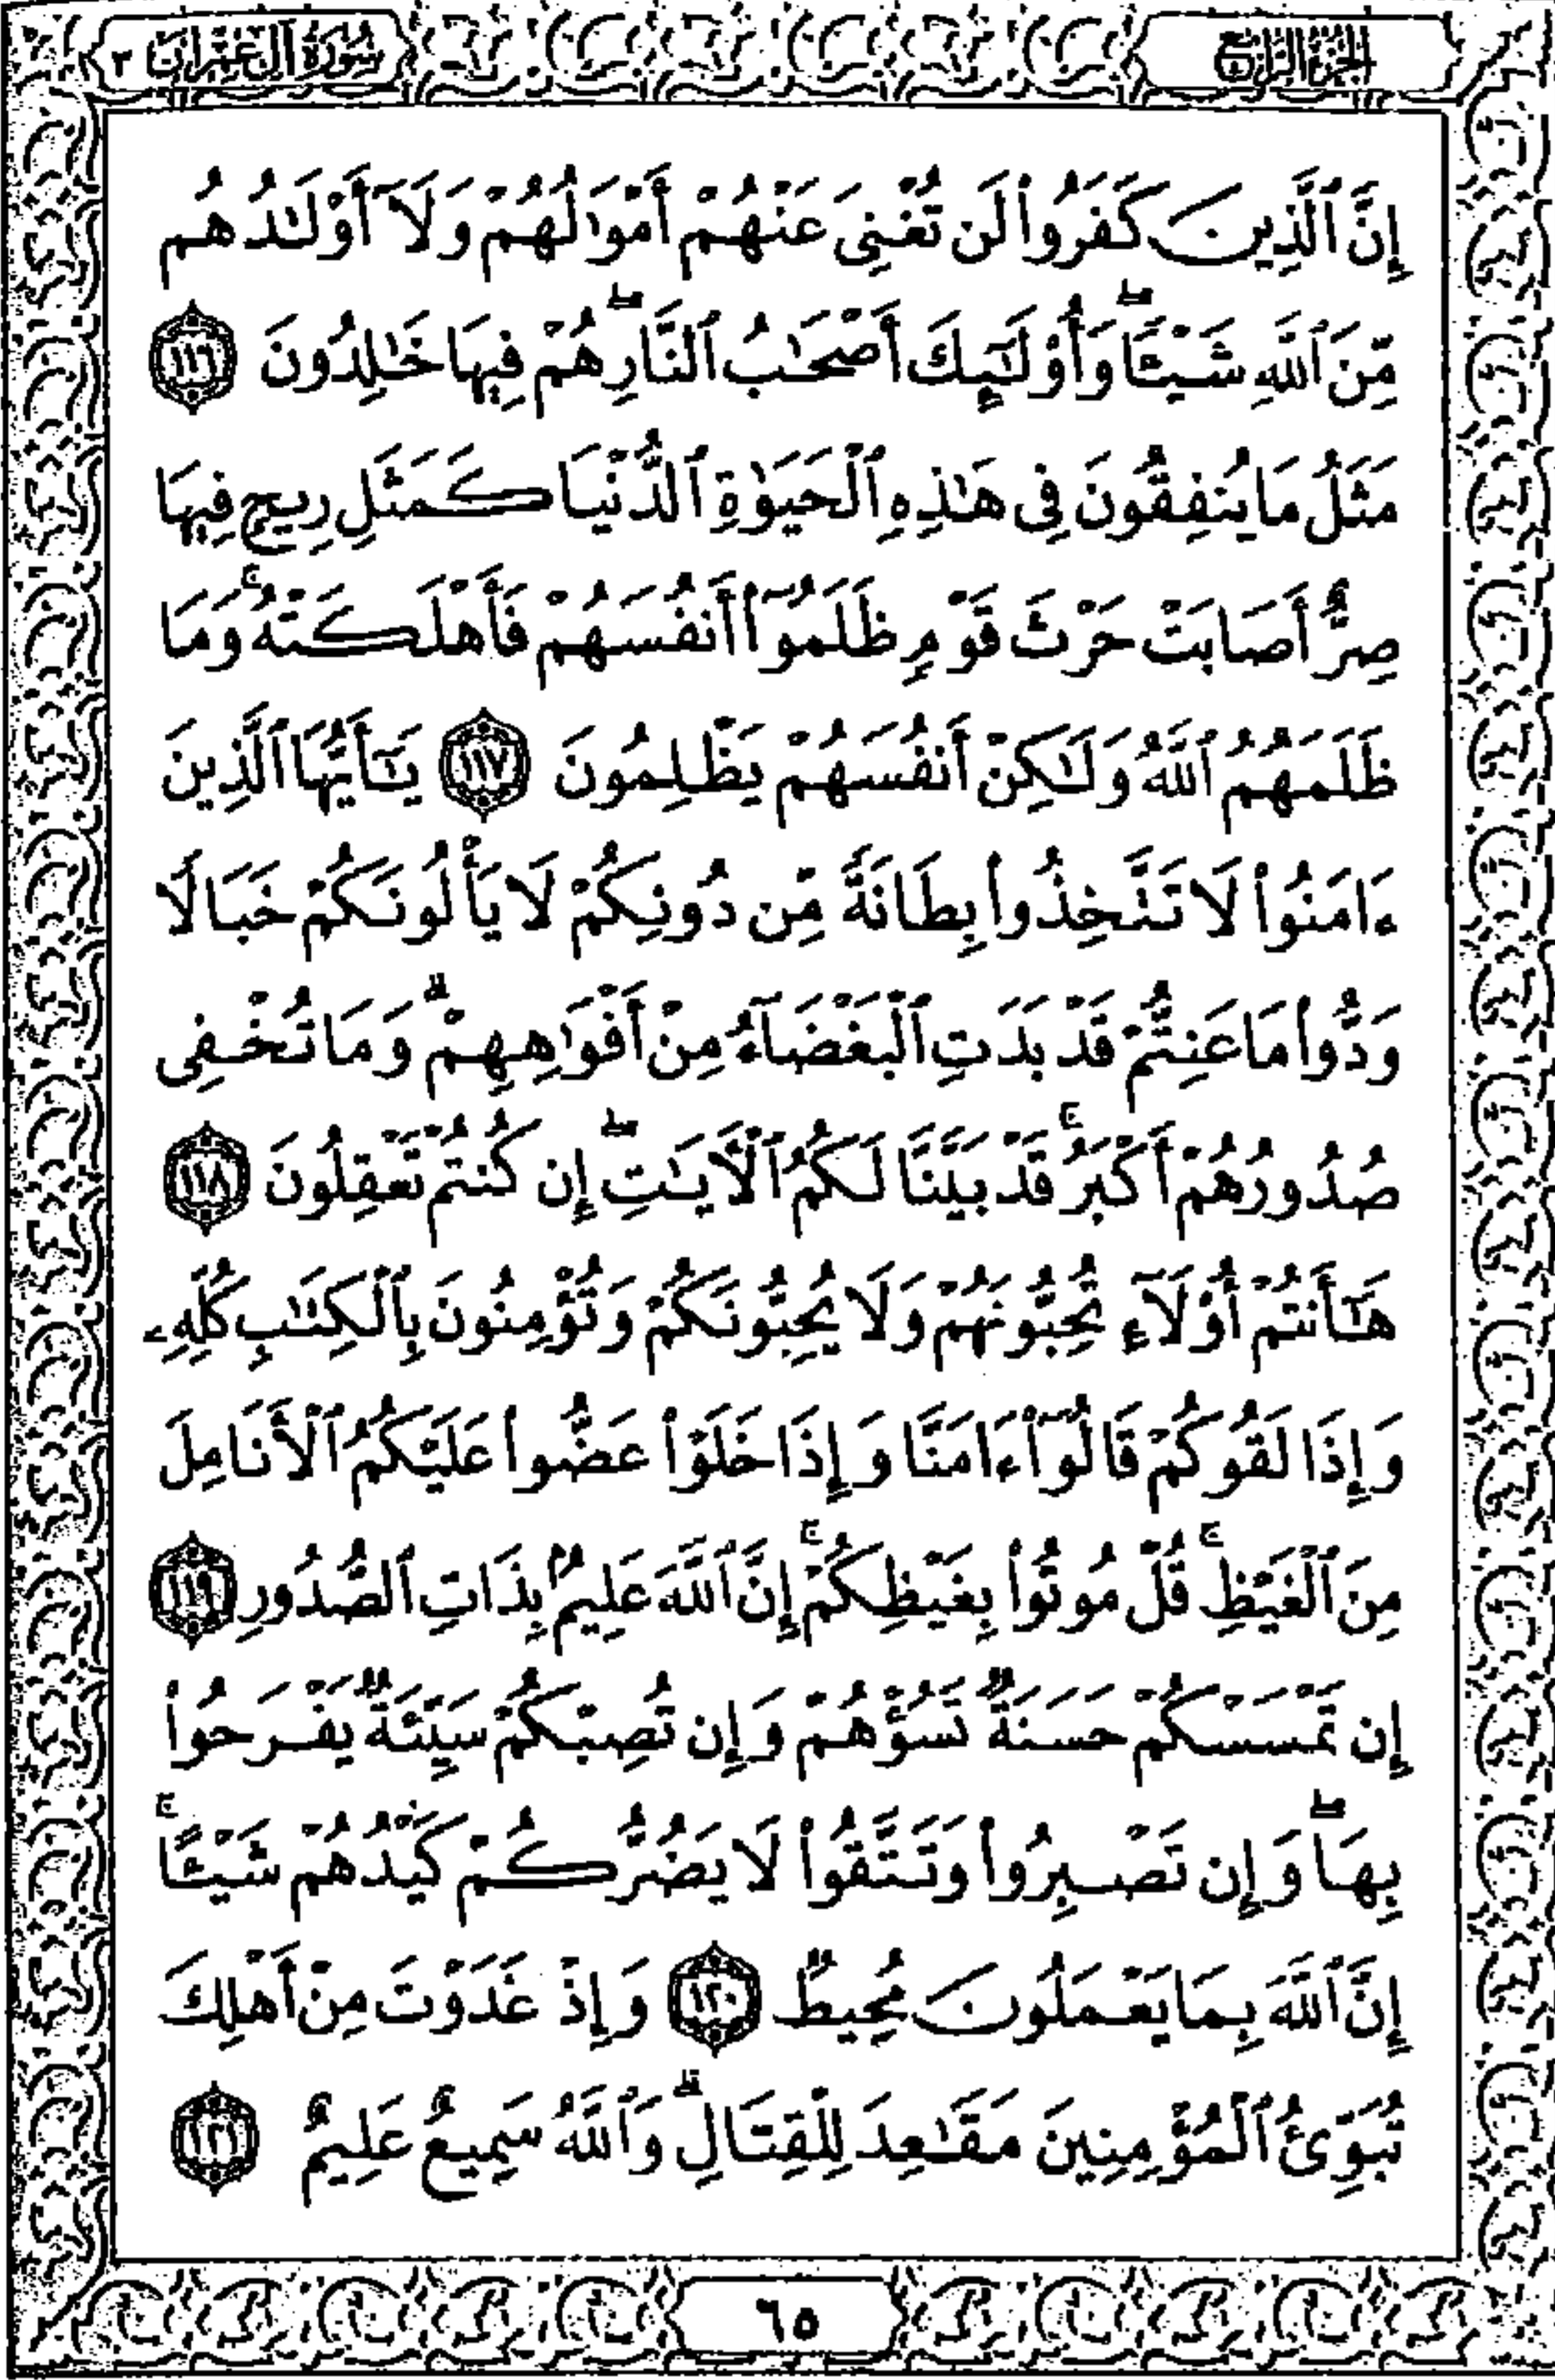 الجزء الرابع
سورة آل عمران ٣
إِنَّ ٱلَّذِينَ كَفَرُوا۟ لَن تُغْنِىَ عَنْهُمْ أَمْوَٰلُهُمْ وَلَآ أَوْلَـٰدُهُم
مِّنَ ٱللَّهِ شَيْـًٔا ۖ وَأُو۟لَـٰٓئِكَ أَصْحَـٰبُ ٱلنَّارِ ۖ هُمْ فِيهَا خَـٰلِدُونَ ١١٦
مَثَلُ مَا يُنفِقُونَ فِى هَـٰذِهِ ٱلْحَيَوٰةِ ٱلدُّنْيَا كَمَثَلِ رِيحٍ فِيهَا
صِرٌّ أَصَابَتْ حَرْثَ قَوْمٍ ظَلَمُوٓا۟ أَنفُسَهُمْ فَأَهْلَكَتْهُ ۚ وَمَا
ظَلَمَهُمُ ٱللَّهُ وَلَـٰكِنْ أَنفُسَهُمْ يَظْلِمُونَ ١١٧ يَـٰٓأَيُّهَا ٱلَّذِينَ
ءَامَنُوا۟ لَا تَتَّخِذُوا۟ بِطَانَةً مِّن دُونِكُمْ لَا يَأْلُونَكُمْ خَبَالًا
وَدُّوا۟ مَا عَنِتُّمْ قَدْ بَدَتِ ٱلْبَغْضَآءُ مِنْ أَفْوَٰهِهِمْ ۗ وَمَا تُخْفِى
صُدُورُهُمْ أَكْبَرُ ۚ قَدْ بَيَّنَّا لَكُمُ ٱلْـَٔايَـٰتِ ۖ إِن كُنتُمْ تَعْقِلُونَ ١١٨
هَـٰٓأَنتُمْ أُو۟لَآءِ تُحِبُّونَهُمْ وَلَا يُحِبُّونَكُمْ وَتُؤْمِنُونَ بِٱلْكِتَـٰبِ كُلِّهِۦ
وَإِذَا لَقُوكُمْ قَالُوٓا۟ ءَامَنَّا وَإِذَا خَلَوْا۟ عَضُّوا۟ عَلَيْكُمُ ٱلْأَنَامِلَ
مِنَ ٱلْغَيْظِ ۚ قُلْ مُوتُوا۟ بِغَيْظِكُمْ ۚ إِنَّ ٱللَّهَ عَلِيمٌۢ بِذَاتِ ٱلصُّدُورِ ١١٩
إِن تَمْسَسْكُمْ حَسَنَةٌ تَسُؤْهُمْ وَإِن تُصِبْكُمْ سَيِّئَةٌ يَفْرَحُوا۟
بِهَا ۖ وَإِن تَصْبِرُوا۟ وَتَتَّقُوا۟ لَا يَضُرُّكُمْ كَيْدُهُمْ شَيْـًٔا ۚ
إِنَّ ٱللَّهَ بِمَا يَعْمَلُونَ مُحِيطٌ ١٢٠ وَإِذْ غَدَوْتَ مِنْ أَهْلِكَ
تُبَوِّئُ ٱلْمُؤْمِنِينَ مَقَـٰعِدَ لِلْقِتَالِ ۗ وَٱللَّهُ سَمِيعٌ عَلِيمٌ ١٢١
٦٥